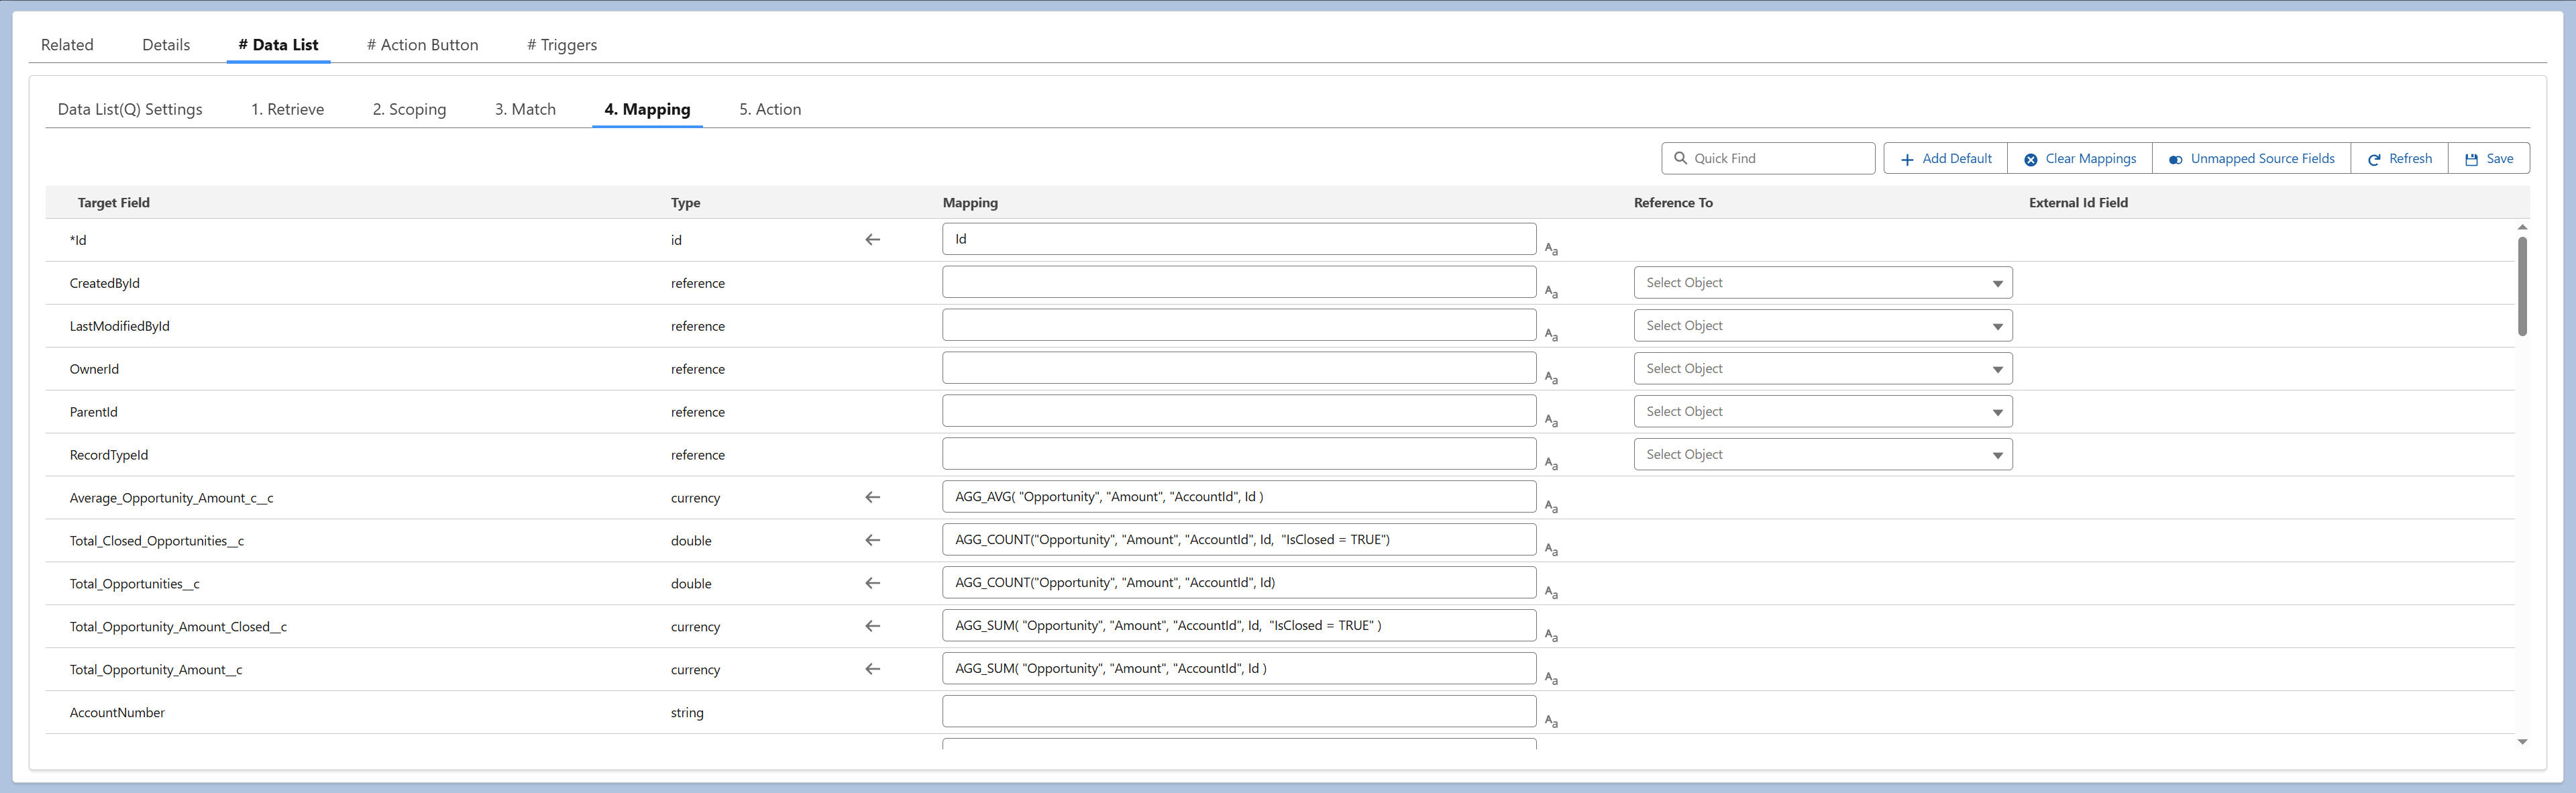 Related Details # Data List # Action Button # Triggers
Data List(Q) Settings 1. Retrieve 2. Scoping 3. Match 4. Mapping 5. Action
Quick Find Add Default Clear Mappings Unmapped Source Fields Refresh Save
Target Field Type Mapping Reference To External Id Field
*Id id Id Aa
CreatedById reference Aa Select Object
LastModifiedById reference Aa Select Object
OwnerId reference Aa Select Object
ParentId reference Aa Select Object
RecordTypeId reference Aa Select Object
Average_Opportunity_Amount_c__c currency AGG_AVG( "Opportunity", "Amount", "AccountId", Id ) Aa
Total_Closed_Opportunities__c double AGG_COUNT("Opportunity", "Amount", "AccountId", Id,  "IsClosed = TRUE") Aa
Total_Opportunities__c double AGG_COUNT("Opportunity", "Amount", "AccountId", Id) Aa
Total_Opportunity_Amount_Closed__c currency AGG_SUM( "Opportunity", "Amount", "AccountId", Id,  "IsClosed = TRUE" ) Aa
Total_Opportunity_Amount__c currency AGG_SUM( "Opportunity", "Amount", "AccountId", Id ) Aa
AccountNumber string Aa